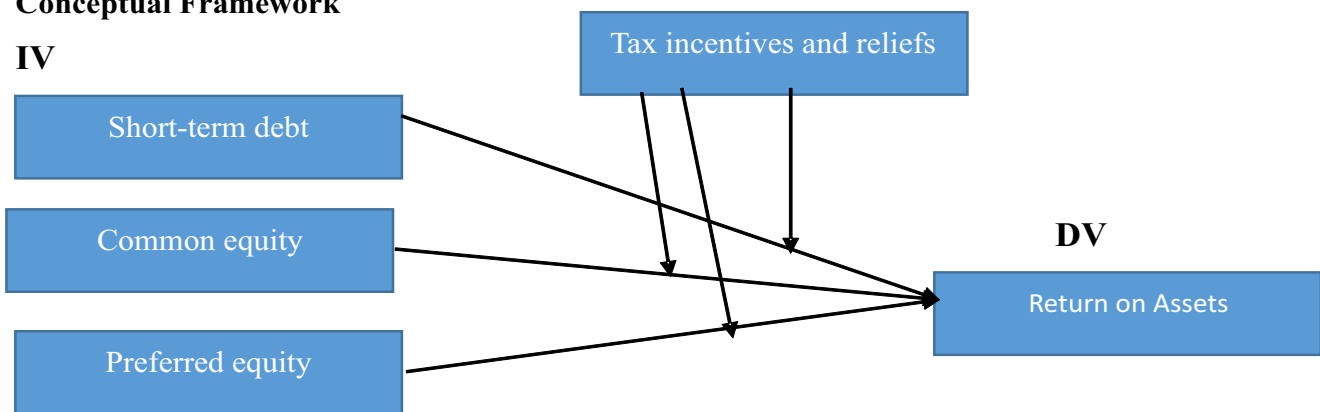 Conceptual Framework
Tax incentives and reliefs
IV
Short-term debt
Common equity
DV
Return on Assets
Preferred equity